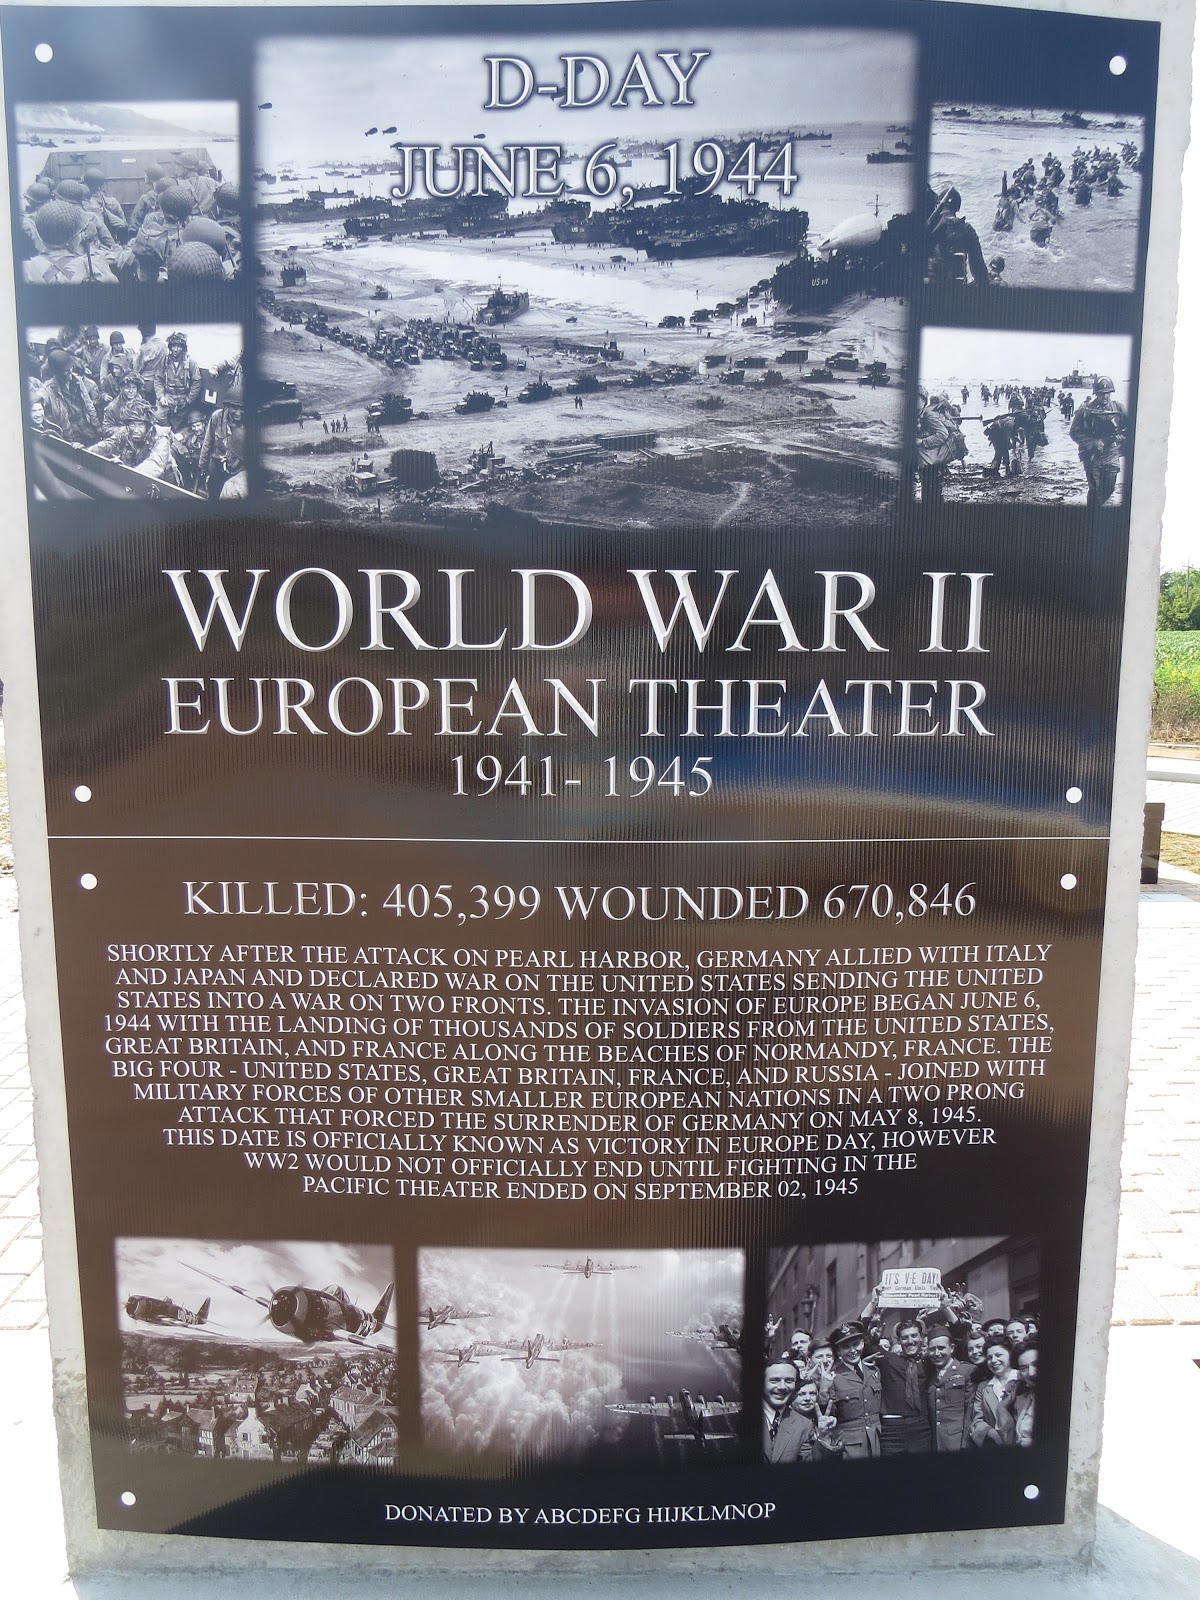 D-DAY
JUNE 6, 1944
WORLD WAR II
EUROPEAN THEATER
1941- 1945
KILLED: 405,399 WOUNDED 670,846
SHORTLY AFTER THE ATTACK ON PEARL HARBOR, GERMANY ALLIED WITH ITALY
AND JAPAN AND DECLARED WAR ON THE UNITED STATES SENDING THE UNITED
STATES INTO A WAR ON TWO FRONTS. THE INVASION OF EUROPE BEGAN JUNE 6,
1944 WITH THE LANDING OF THOUSANDS OF SOLDIERS FROM THE UNITED STATES,
GREAT BRITAIN, AND FRANCE ALONG THE BEACHES OF NORMANDY, FRANCE. THE
BIG FOUR - UNITED STATES, GREAT BRITAIN, FRANCE, AND RUSSIA - JOINED WITH
MILITARY FORCES OF OTHER SMALLER EUROPEAN NATIONS IN A TWO PRONG
ATTACK THAT FORCED THE SURRENDER OF GERMANY ON MAY 8, 1945.
THIS DATE IS OFFICIALLY KNOWN AS VICTORY IN EUROPE DAY, HOWEVER
WW2 WOULD NOT OFFICIALLY END UNTIL FIGHTING IN THE
PACIFIC THEATER ENDED ON SEPTEMBER 02, 1945
IT'S V-E DAY!
DONATED BY ABCDEFG HIJKLMNOP